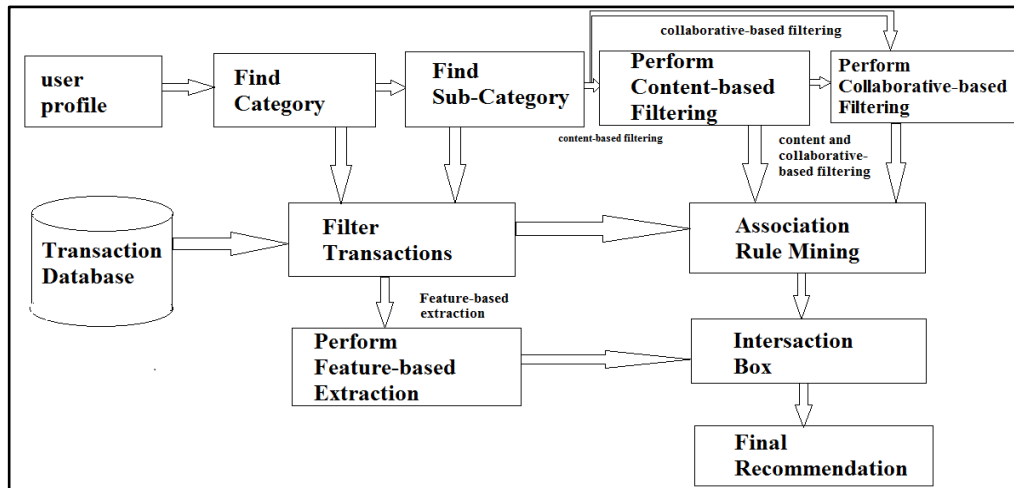 collaborative-based filtering
user
profile
Find
Category
Find
Sub-Category
Perform
Content-based
Filtering
Perform
Collaborative-based
Filtering
content-based filtering
content and
collaborative-
based filtering
Transaction
Database
Filter
Transactions
Association
Rule Mining
Feature-based
extraction
Perform
Feature-based
Extraction
Intersaction
Box
Final
Recommendation